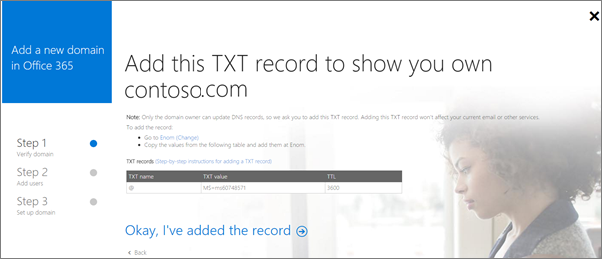 Add a new domain
in Office 365
Add this TXT record to show you own
contoso.com
Note: Only the domain owner can update DNS records, so we ask you to add this TXT record. Adding this TXT record won't affect your current email or other services.
To add the record:
Go to Enom (Change)
Copy the values from the following table and add them at Enom.
TXT records (Step-by-step instructions for adding a TXT record)
TXT name TXT value TTL
@ MS=ms80748571 3600
Step 1
Verify domain
Step 2
Add users
Step 3
Set up domain
Okay, I've added the record
Back